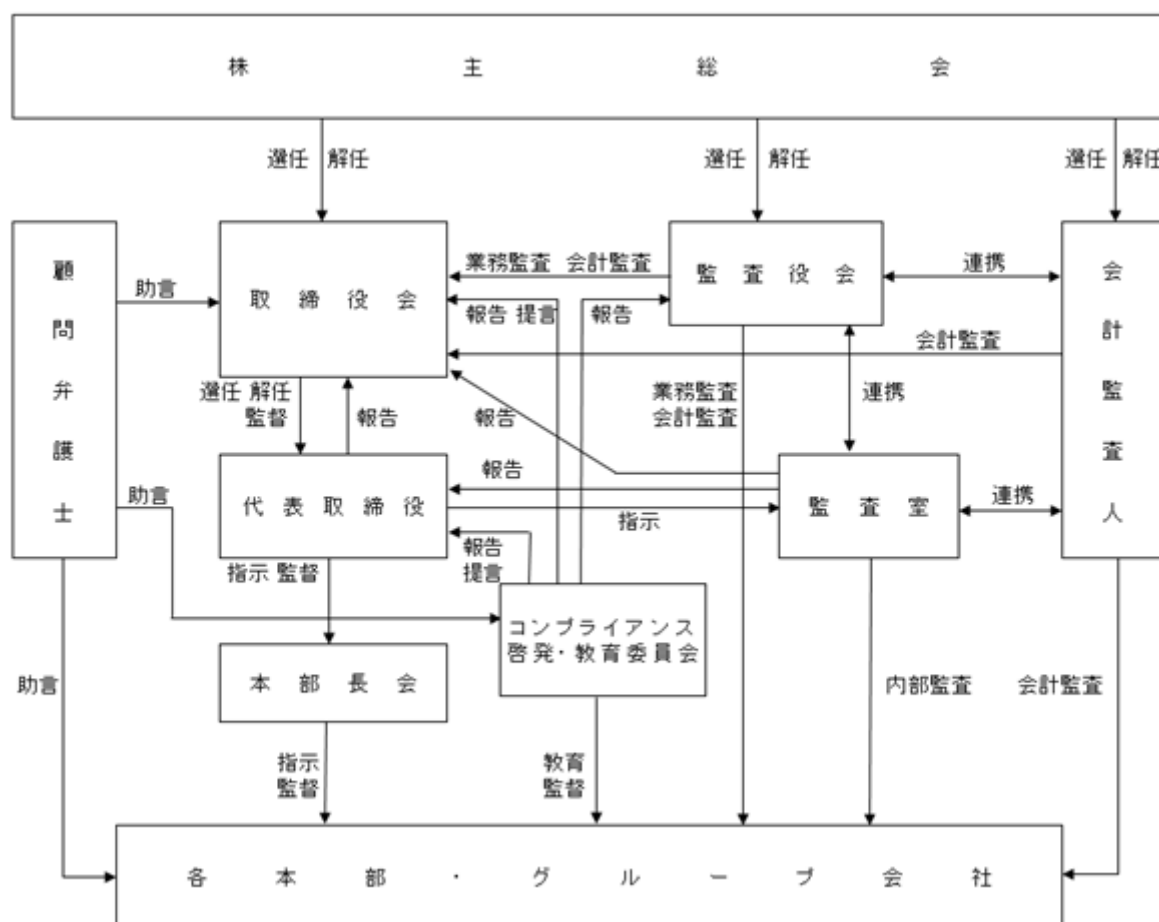 株主総会
選任 解任
選任 解任
選任 解任
顧問弁護士
取締役会
監査役会
会計監査人
助言
業務監査 会計監査
連携
報告 提言
報告
会計監査
選任 解任
監督
報告
報告
業務監査
会計監査
連携
代表取締役
助言
報告
指示
監査室
連携
報告
提言
指示 監督
コンプライアンス
啓発・教育委員会
本部長会
助言
内部監査
会計監査
指示
監督
教育
監督
各本部・グループ会社